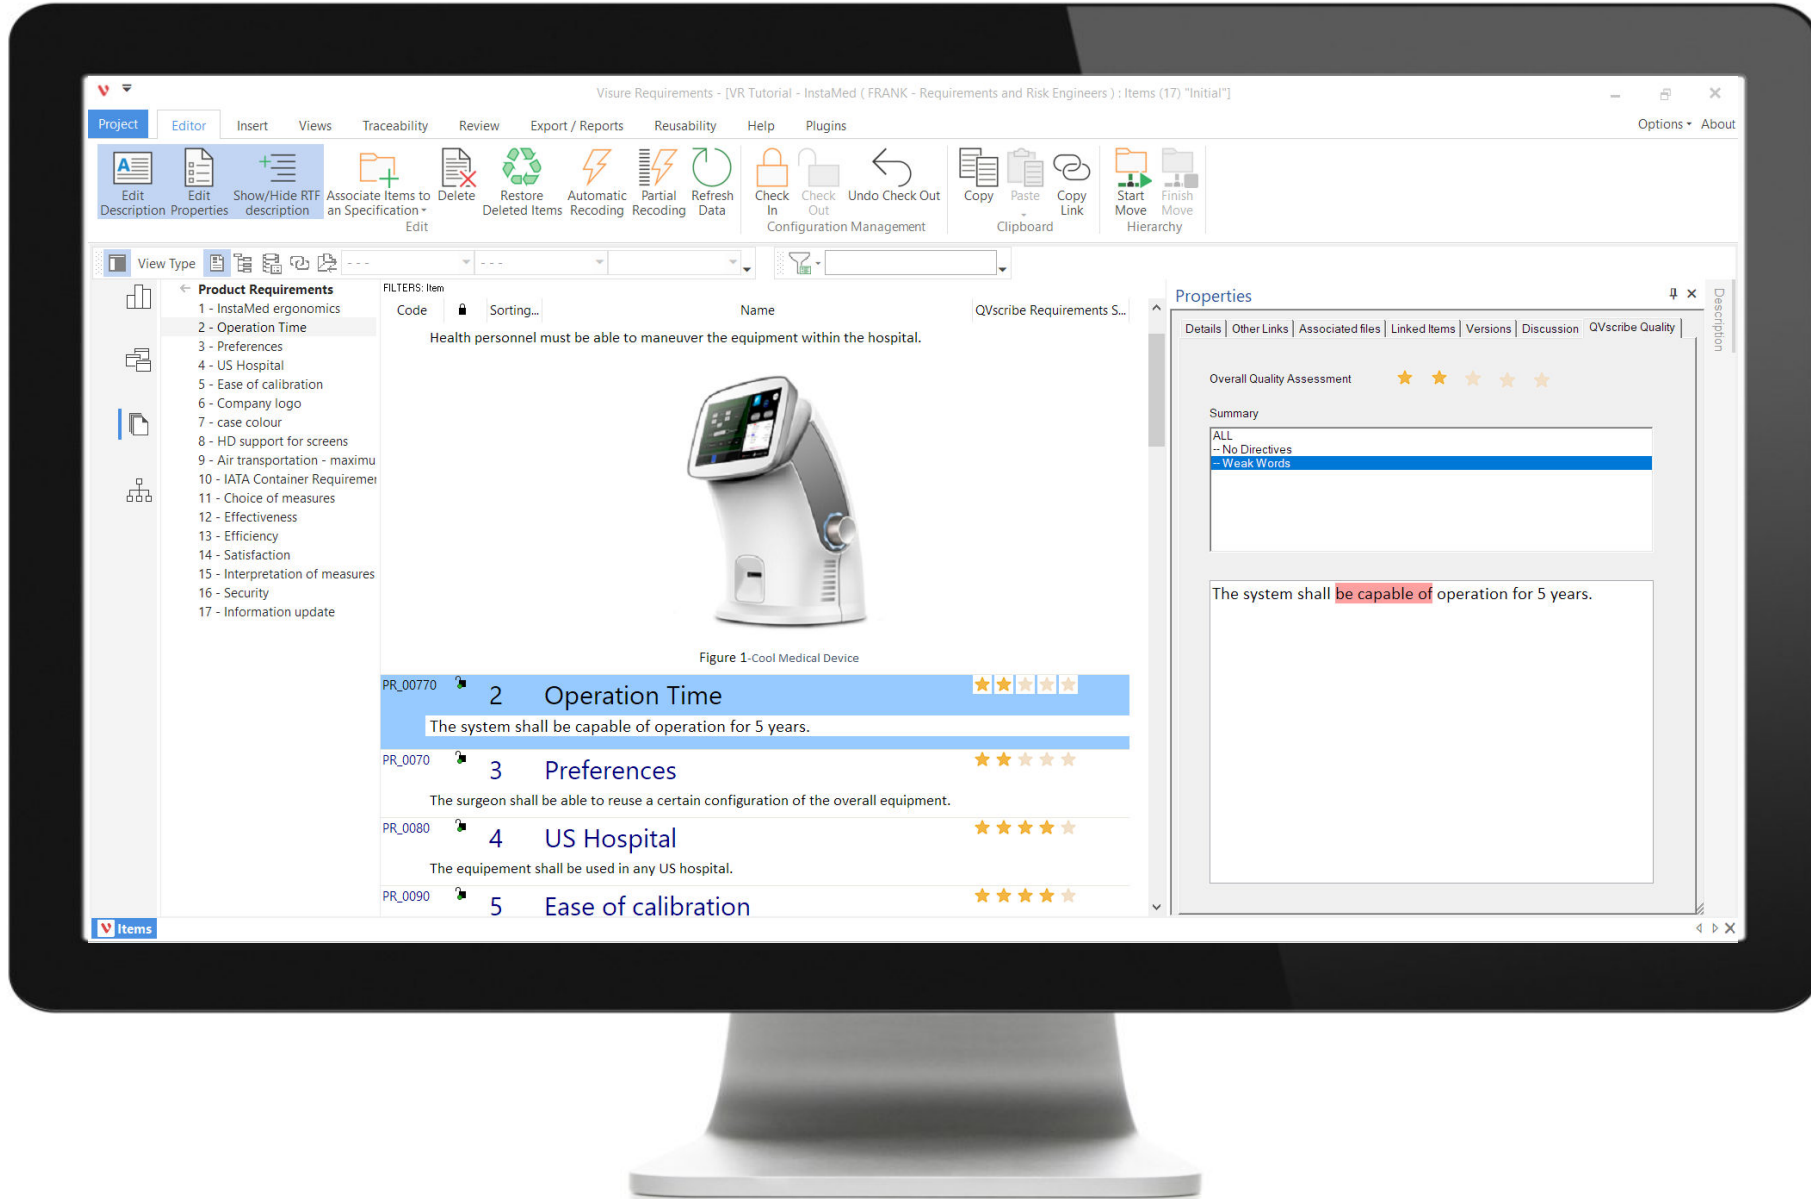 Visure Requirements - [VR Tutorial - InstaMed ( FRANK - Requirements and Risk Engineers ) : Items (17) "Initial"]
Project Editor Insert Views Traceability Review Export / Reports Reusability Help Plugins Options About
Edit Description
Edit Properties
Show/Hide RTF description
Associate Items to an Specification
Delete
Restore Deleted Items
Automatic Recoding
Partial Recoding
Refresh Data
Check In
Check Out
Undo Check Out
Copy
Paste
Copy Link
Start Move
Finish Move
Edit
Configuration Management
Clipboard
Hierarchy
View Type
- - -
- - -
Product Requirements
1 - InstaMed ergonomics
2 - Operation Time
3 - Preferences
4 - US Hospital
5 - Ease of calibration
6 - Company logo
7 - case colour
8 - HD support for screens
9 - Air transportation - maximu
10 - IATA Container Requiremer
11 - Choice of measures
12 - Effectiveness
13 - Efficiency
14 - Satisfaction
15 - Interpretation of measures
16 - Security
17 - Information update
FILTERS: Item
Code Sorting... Name QVscribe Requirements S...
Health personnel must be able to maneuver the equipment within the hospital.
Figure 1-Cool Medical Device
PR_00770 2 Operation Time
The system shall be capable of operation for 5 years.
PR_0070 3 Preferences
The surgeon shall be able to reuse a certain configuration of the overall equipment.
PR_0080 4 US Hospital
The equipement shall be used in any US hospital.
PR_0090 5 Ease of calibration
Properties
Details Other Links Associated files Linked Items Versions Discussion QVscribe Quality
Overall Quality Assessment
Summary
ALL
-- No Directives
-- Weak Words
The system shall be capable of operation for 5 years.
Description
Items